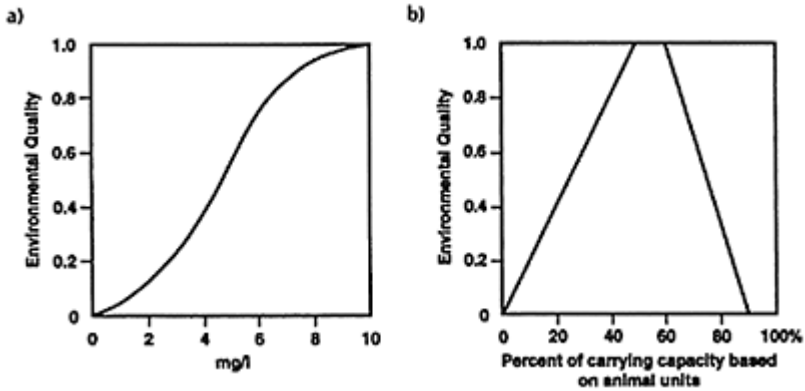 a)
Environmental Quality
1.0
0.8
0.6
0.4
0.2
0
0 2 4 6 8 10
mg/l
b)
Environmental Quality
1.0
0.8
0.6
0.4
0.2
0
0 20 40 60 80 100%
Percent of carrying capacity based
on animal units